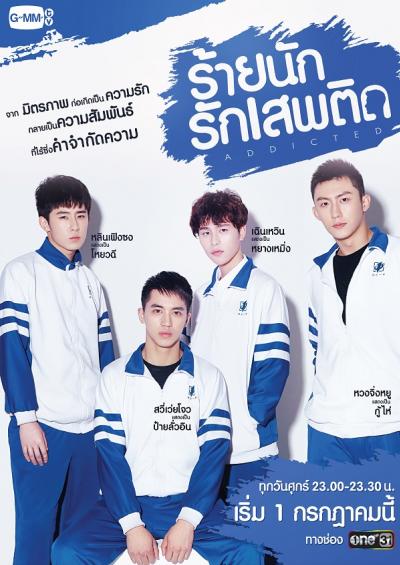 GMM TV
จาก มิตรภาพ ก่อเกิดเป็น ความรัก
กลายเป็นความสัมพันธ์
ที่ไร้ซึ่งคำจำกัดความ
ร้ายนัก
รักเสพติด
ADDICTED
หลินเฟิงซง
แสดงเป็น
โหยวฉี
เฉินเหวิน
แสดงเป็น
หยางเหมิ่ง
สวี่เว่ยโจว
แสดงเป็น
ป๋ายลั่วอิน
หวงจิ่งหยู
แสดงเป็น
กู้ไห่
ทุกวันศุกร์ 23.00-23.30 น.
เริ่ม 1 กรกฎาคมนี้
ทางช่อง one 31